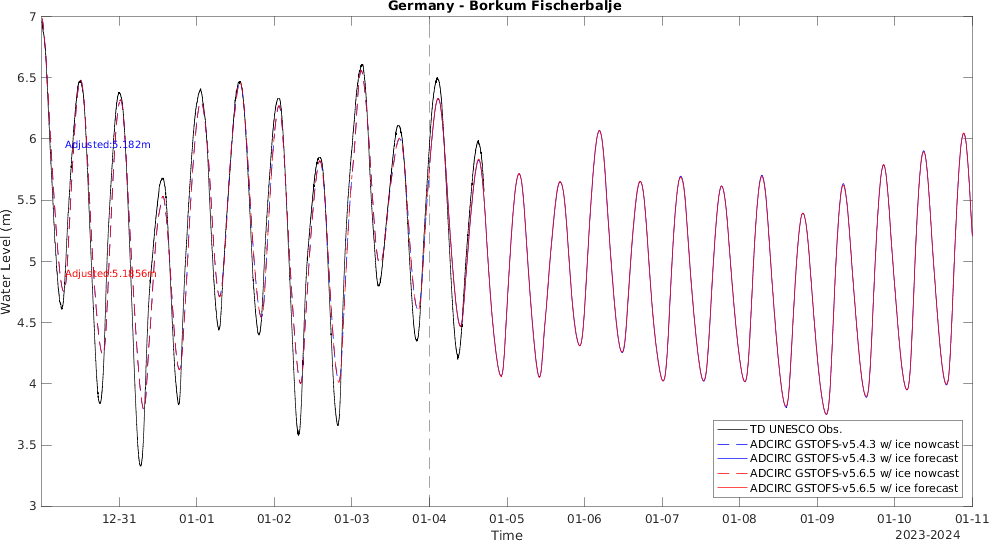 Germany - Borkum Fischerbalje
7
6.5
6
5.5
5
4.5
4
3.5
3
Water Level (m)
Adjusted:5.182m
Adjusted:5.1856m
TD UNESCO Obs.
ADCIRC GSTOFS-v5.4.3 w/ ice nowcast
ADCIRC GSTOFS-v5.4.3 w/ ice forecast
ADCIRC GSTOFS-v5.6.5 w/ ice nowcast
ADCIRC GSTOFS-v5.6.5 w/ ice forecast
12-31 01-01 01-02 01-03 01-04 01-05 01-06 01-07 01-08 01-09 01-10 01-11
Time
2023-2024